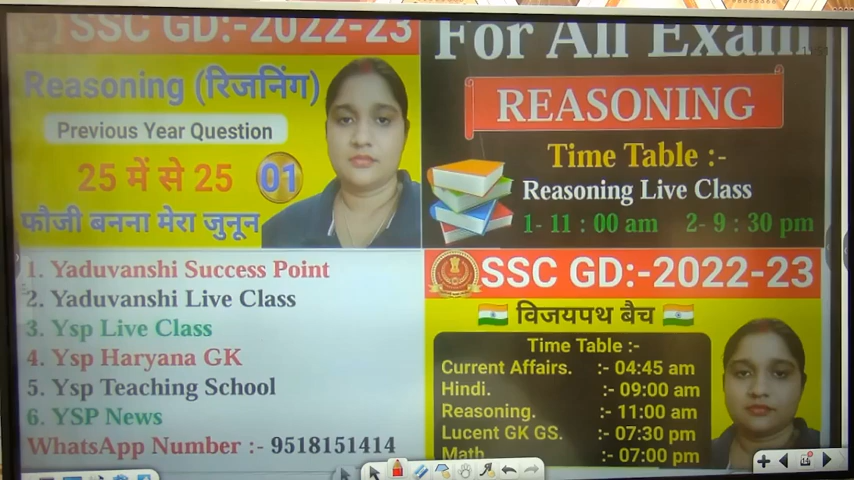 SSC GD:-2022-23
Reasoning (रिजनिंग)
Previous Year Question
25 में से 25 01
फौजी बनना मेरा जुनून
For All Exam
REASONING
Time Table :-
Reasoning Live Class
1- 11 : 00 am 2- 9 : 30 pm
1. Yaduvanshi Success Point
2. Yaduvanshi Live Class
3. Ysp Live Class
4. Ysp Haryana GK
5. Ysp Teaching School
6. YSP News
WhatsApp Number :- 9518151414
SSC GD:-2022-23
विजयपथ बैच
Time Table :-
Current Affairs. :- 04:45 am
Hindi. :- 09:00 am
Reasoning. :- 11:00 am
Lucent GK GS. :- 07:30 pm
Math :- 07:00 pm